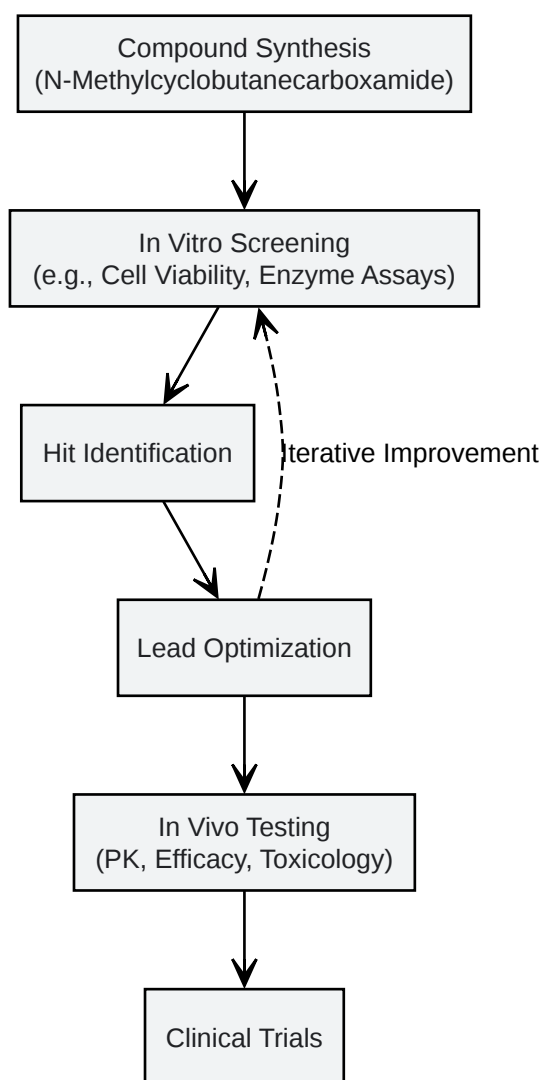 Compound Synthesis
(N-Methylcyclobutanecarboxamide)
In Vitro Screening
(e.g., Cell Viability, Enzyme Assays)
Hit Identification
Iterative Improvement
Lead Optimization
In Vivo Testing
(PK, Efficacy, Toxicology)
Clinical Trials